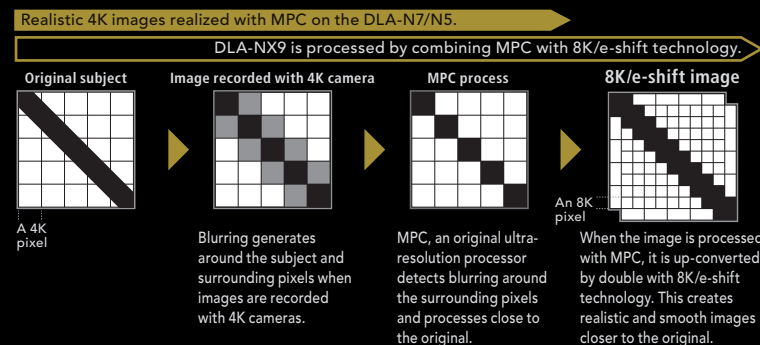 Realistic 4K images realized with MPC on the DLA-N7/N5.
DLA-NX9 is processed by combining MPC with 8K/e-shift technology.
Original subject
Image recorded with 4K camera
MPC process
8K/e-shift image
A 4K
pixel
An 8K
pixel
Blurring generates
around the subject and
surrounding pixels when
images are recorded
with 4K cameras.
MPC, an original ultra-
resolution processor
detects blurring around
the surrounding pixels
and processes close to
the original.
When the image is processed
with MPC, it is up-converted
by double with 8K/e-shift
technology. This creates
realistic and smooth images
closer to the original.